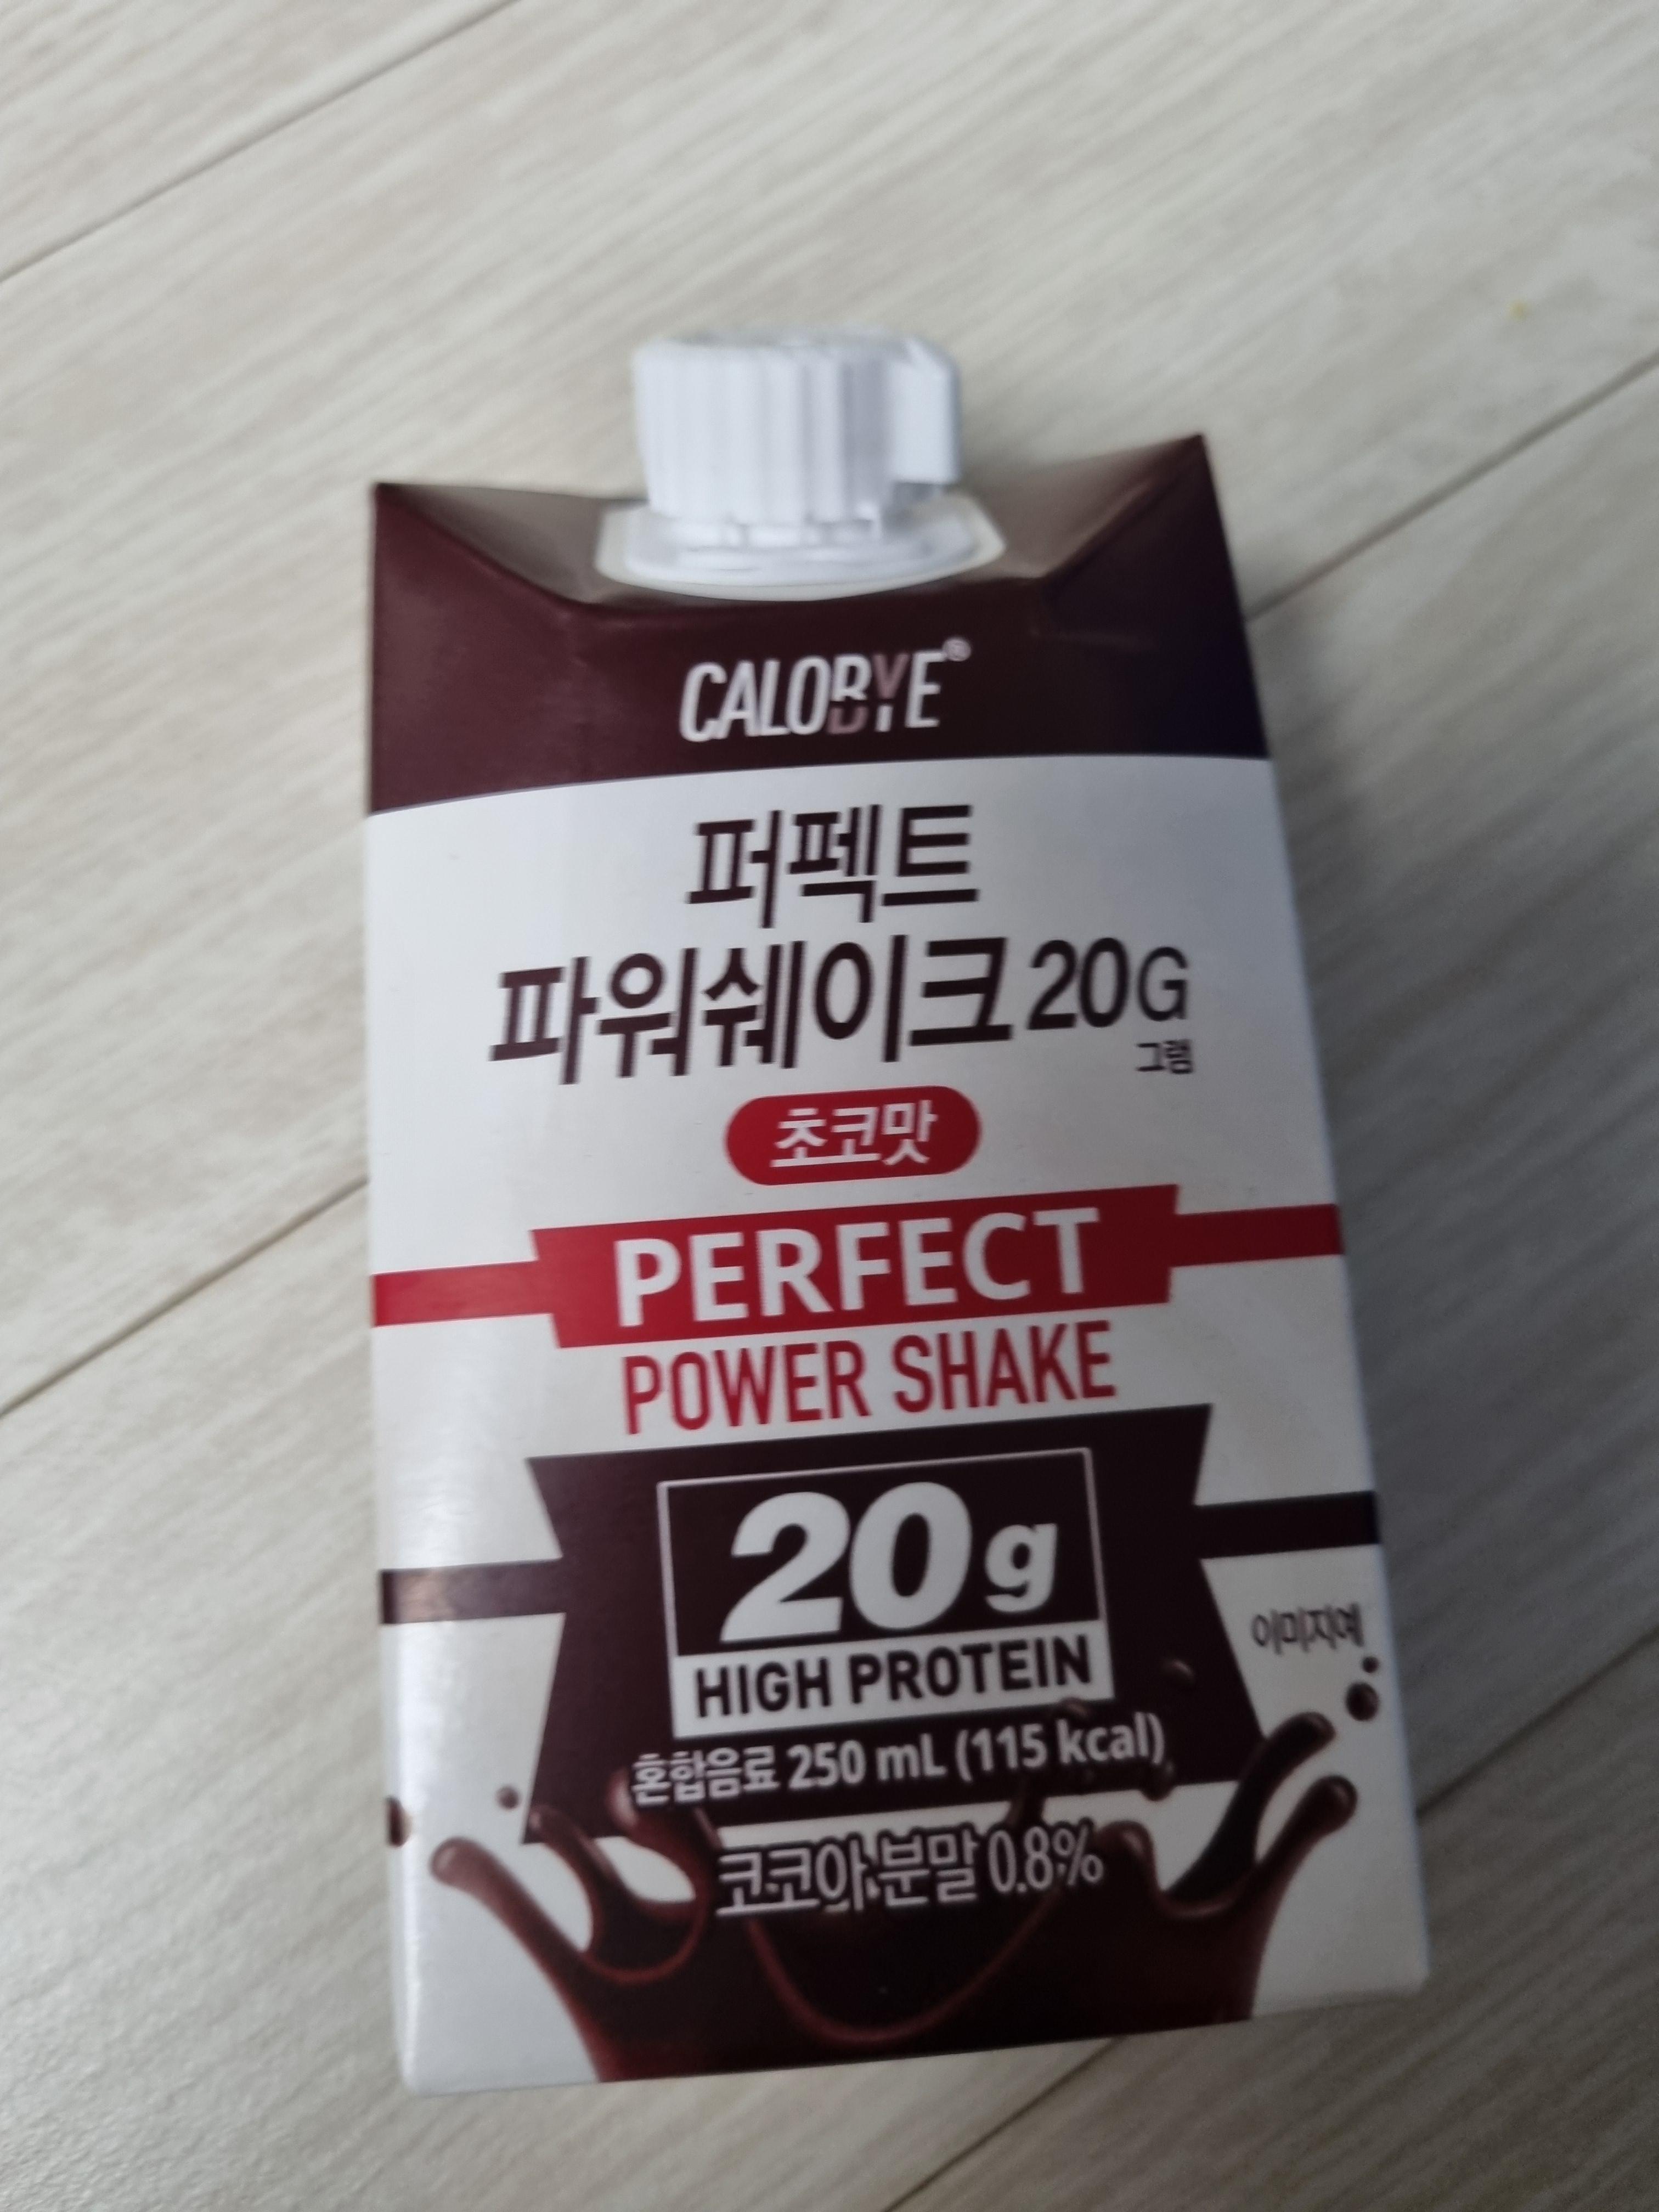 CALOBYE®
퍼펙트
파워쉐이크 20G
그램
초코맛
PERFECT
POWER SHAKE
20g
HIGH PROTEIN
이미지예
혼합음료 250 mL (115 kcal)
코코아 분말 0.8%